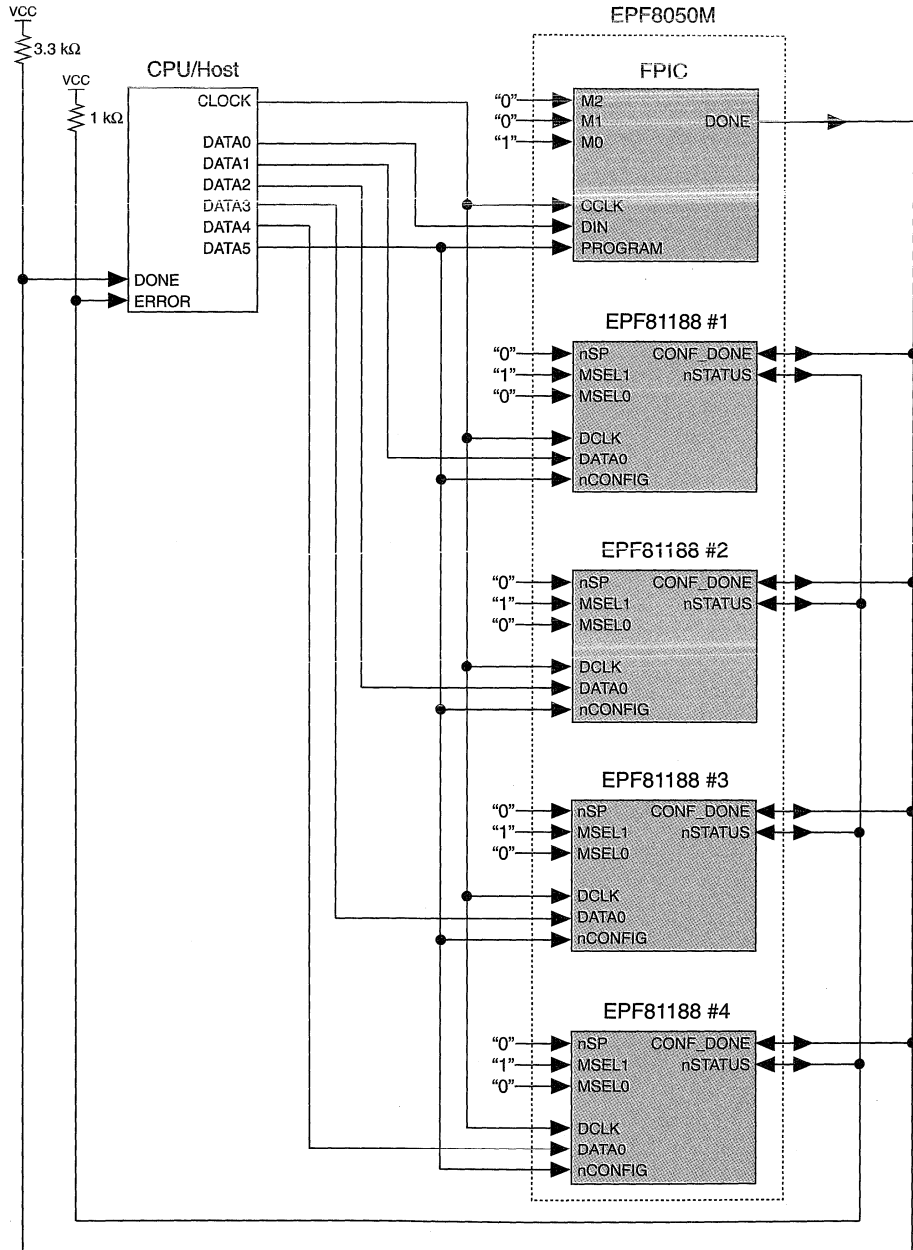 VCC
3.3 kΩ
VCC
1 kΩ
CPU/Host
CLOCK
DATA0
DATA1
DATA2
DATA3
DATA4
DATA5
DONE
ERROR
EPF8050M
FPIC
"0" M2
"0" M1 DONE
"1" M0
CCLK
DIN
PROGRAM
EPF81188 #1
"0" nSP CONF_DONE
"1" MSEL1 nSTATUS
"0" MSEL0
DCLK
DATA0
nCONFIG
EPF81188 #2
"0" nSP CONF_DONE
"1" MSEL1 nSTATUS
"0" MSEL0
DCLK
DATA0
nCONFIG
EPF81188 #3
"0" nSP CONF_DONE
"1" MSEL1 nSTATUS
"0" MSEL0
DCLK
DATA0
nCONFIG
EPF81188 #4
"0" nSP CONF_DONE
"1" MSEL1 nSTATUS
"0" MSEL0
DCLK
DATA0
nCONFIG